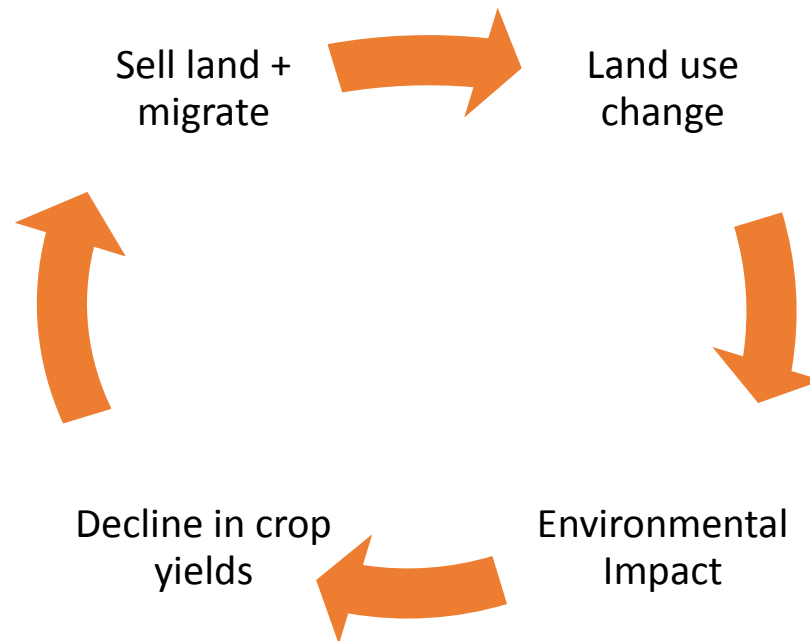 Sell land +
migrate
Land use
change
Environmental
Impact
Decline in crop
yields